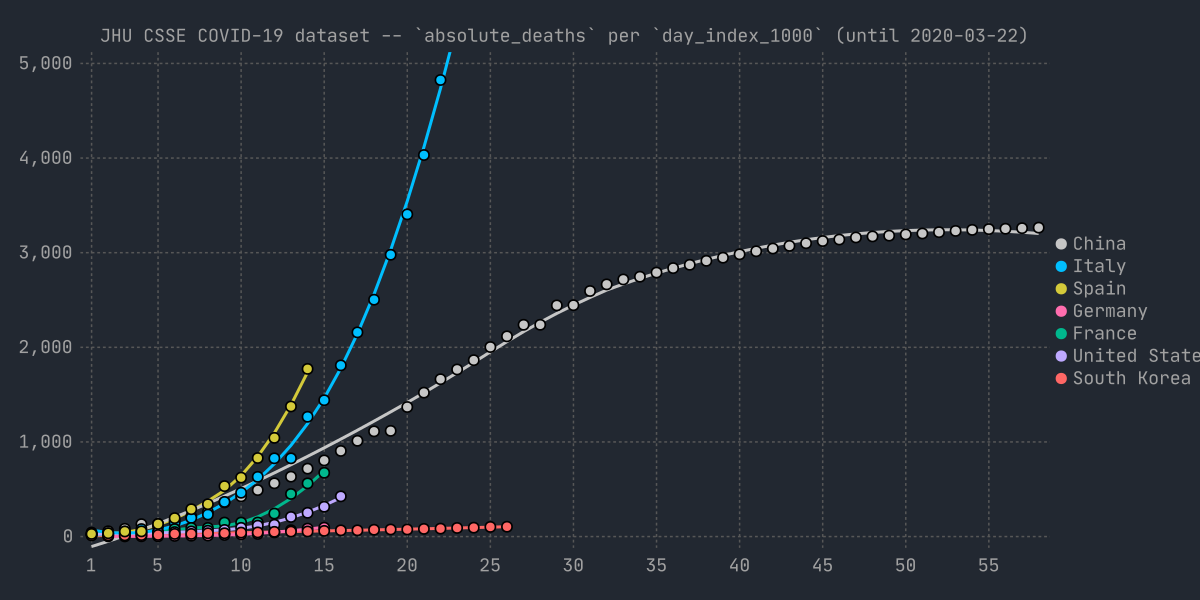 JHU CSSE COVID-19 dataset -- `absolute_deaths` per `day_index_1000` (until 2020-03-22)
5,000
4,000
3,000
2,000
1,000
0
1 5 10 15 20 25 30 35 40 45 50 55
China
Italy
Spain
Germany
France
United State
South Korea